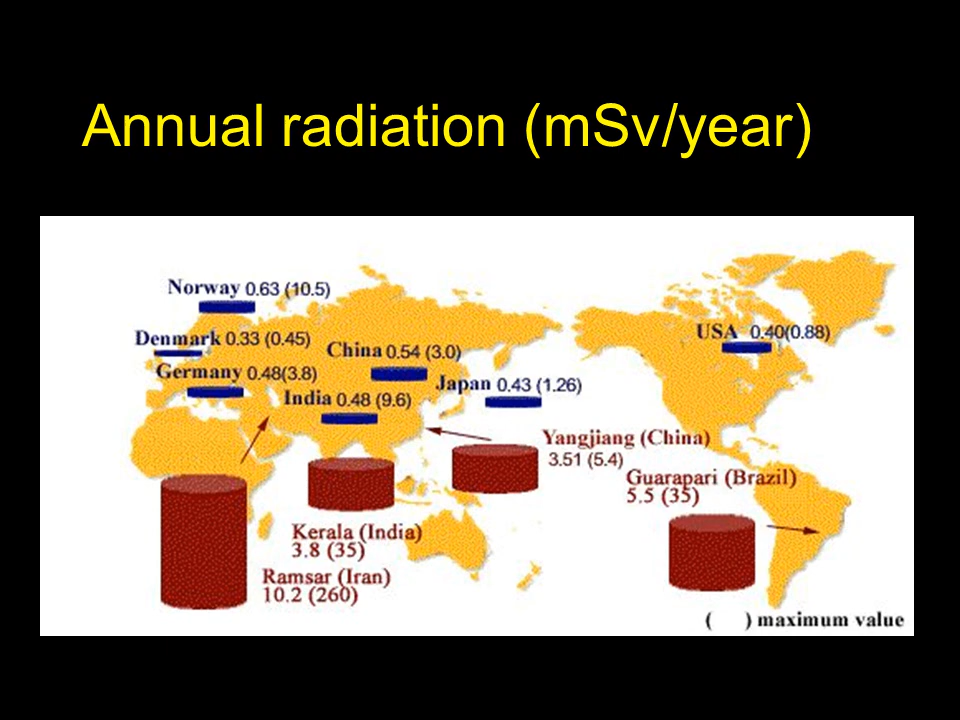 Annual radiation (mSv/year)
Norway 0.63 (10.5)
Denmark 0.33 (0.45)
China 0.54 (3.0)
USA 0.40(0.88)
Germany 0.48(3.8)
Japan 0.43 (1.26)
India 0.48 (9.6)
Yangjiang (China)
3.51 (5.4)
Guarapari (Brazil)
5.5 (35)
Kerala (India)
3.8 (35)
Ramsar (Iran)
10.2 (260)
( ) maximum value